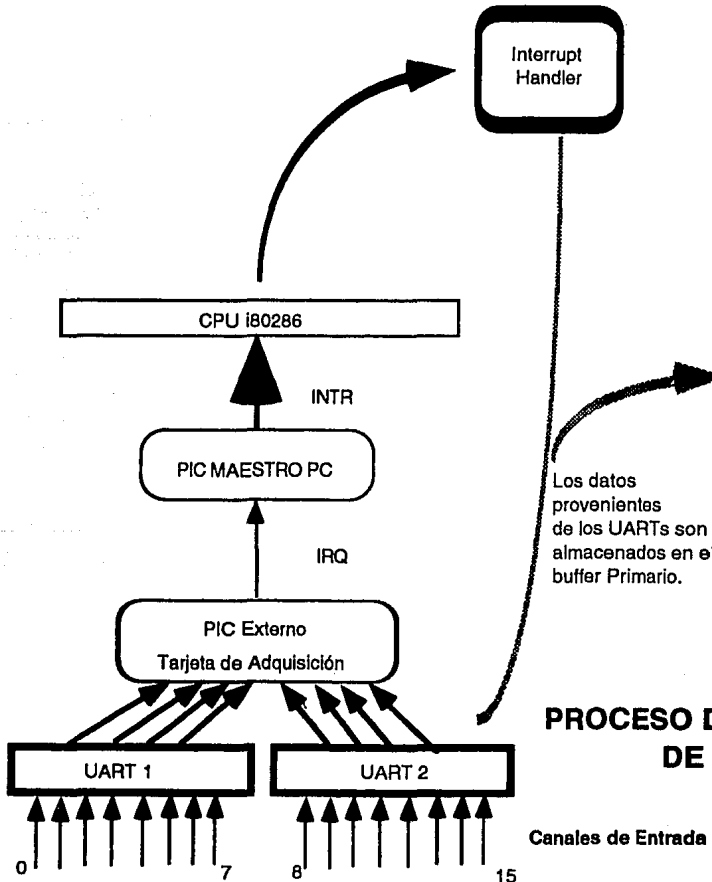 Interrupt
Handler
CPU i80286
INTR
PIC MAESTRO PC
Los datos
provenientes
de los UARTs son
almacenados en el
buffer Primario.
IRQ
PIC Externo
Tarjeta de Adquisición
PROCESO D
DE
UART 1
UART 2
Canales de Entrada
0
7
8
15